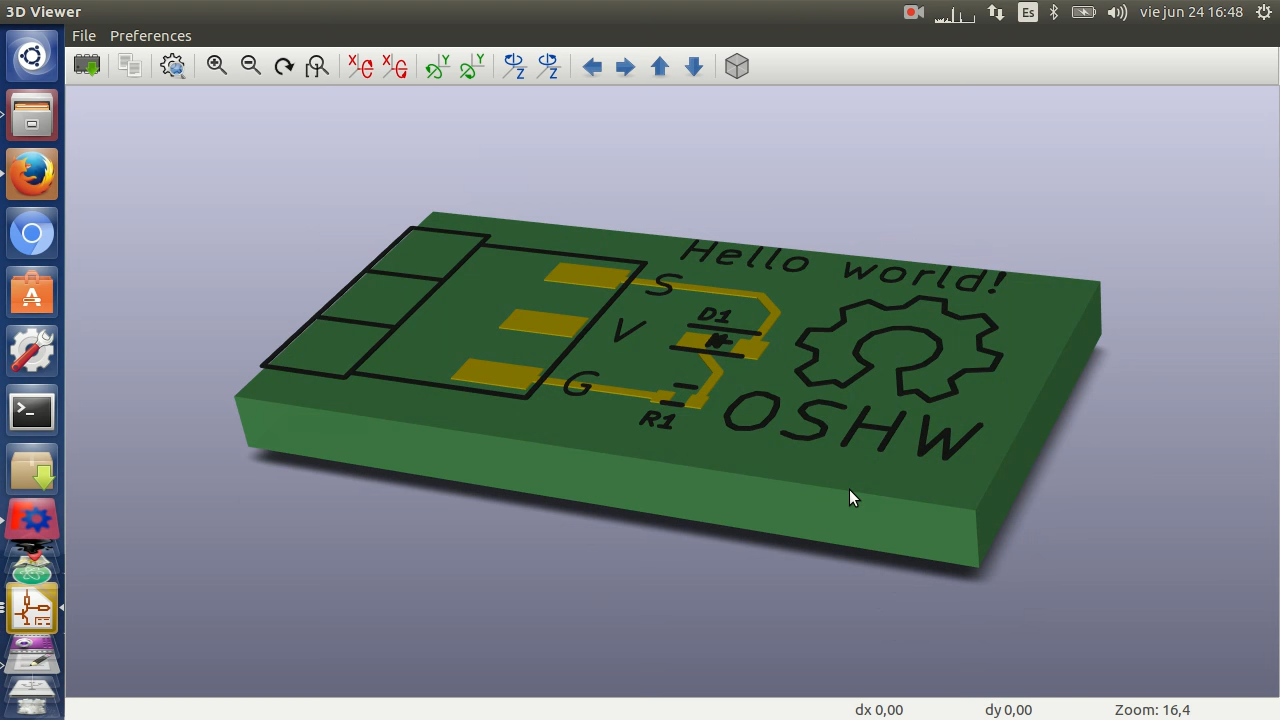 3D Viewer
Es
vie jun 24 16:48
File Preferences
X X Y Y Z Z
Hello world!
S
D1
V
G
R1
OSHW
dx 0,00 dy 0,00 Zoom: 16,4